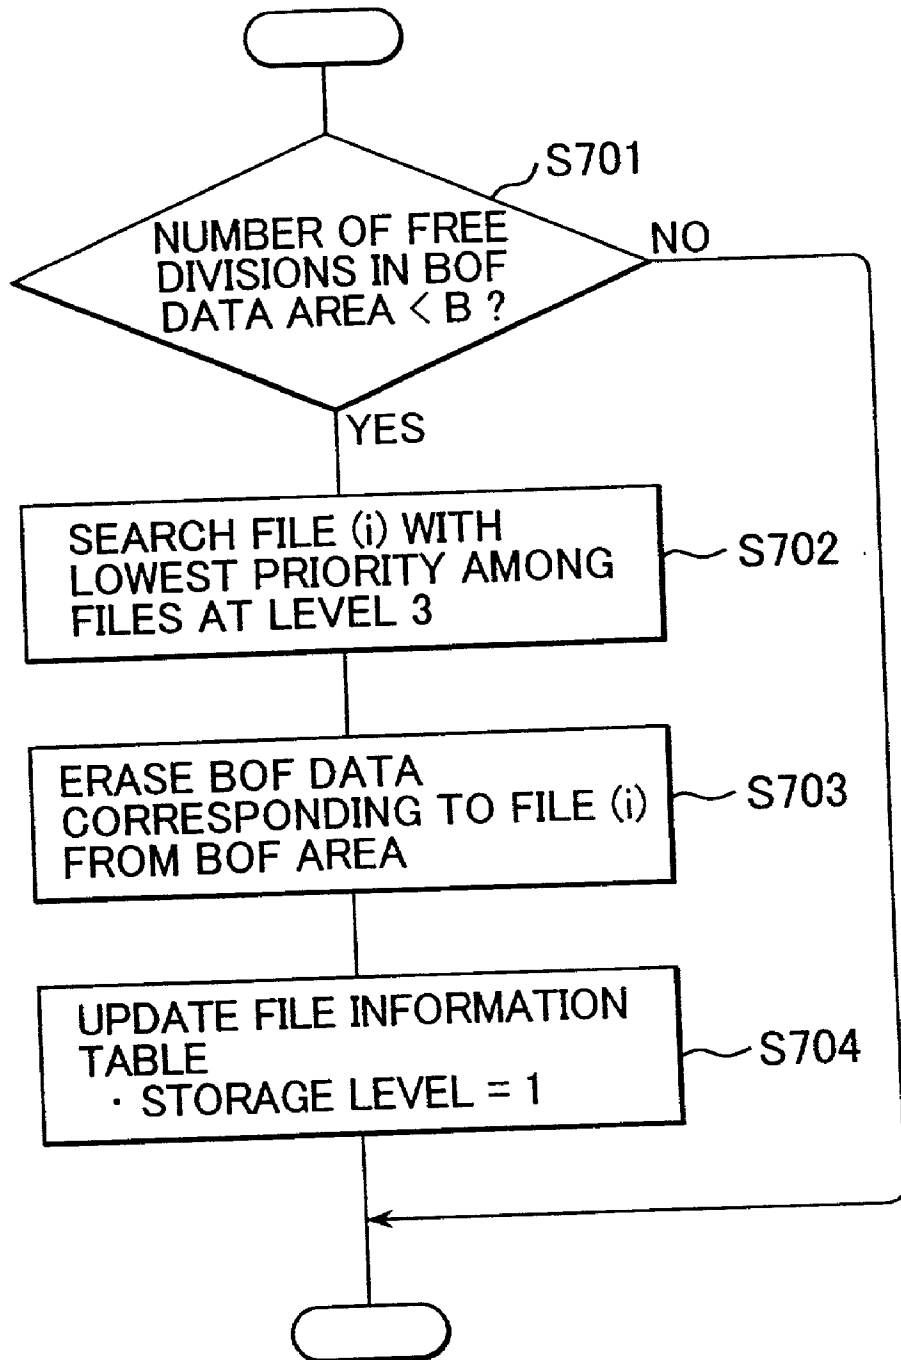 S701
NUMBER OF FREE
DIVISIONS IN BOF
DATA AREA < B ?
NO
YES
SEARCH FILE (i) WITH
LOWEST PRIORITY AMONG
FILES AT LEVEL 3
S702
ERASE BOF DATA
CORRESPONDING TO FILE (i)
FROM BOF AREA
S703
UPDATE FILE INFORMATION
TABLE
· STORAGE LEVEL = 1
S704